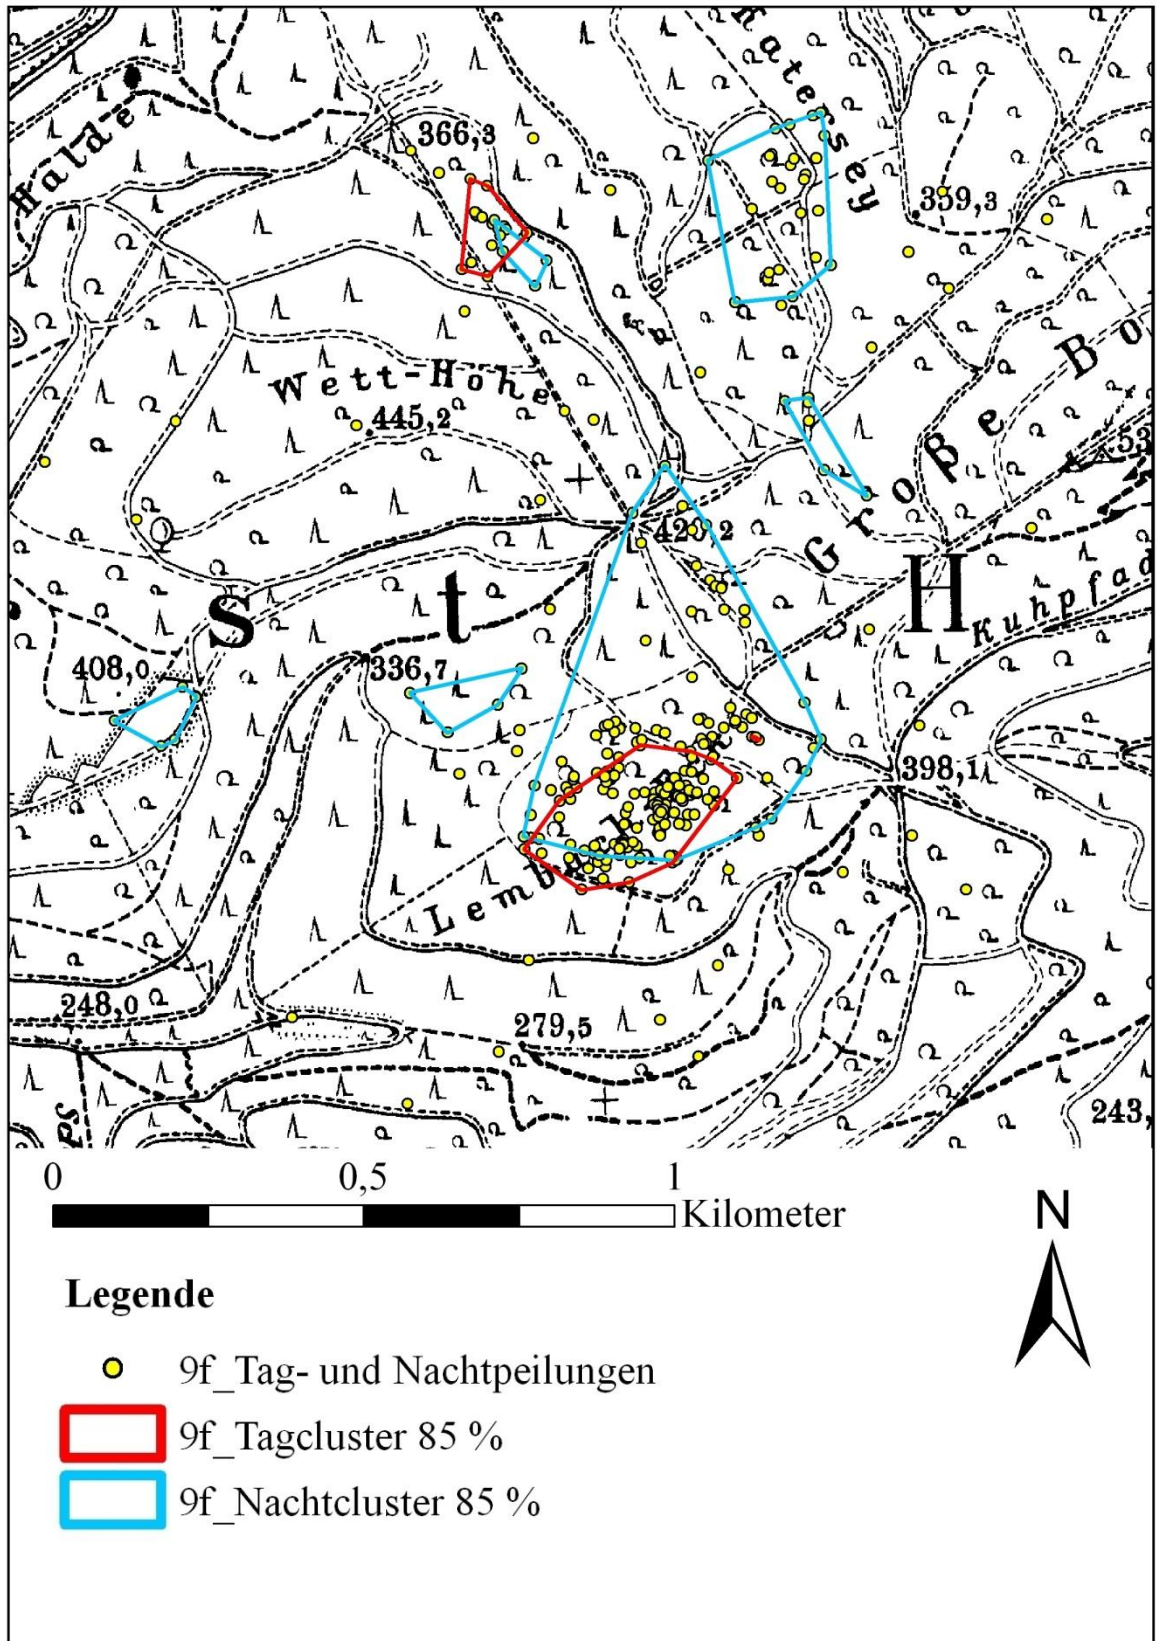 Katersey
Halde
366,3
359,3
Wett-Höhe
445,2
Große Bo
53
420,2
H
Kuhpfad
s t
408,0
336,7
398,1
Lemb
248,0
279,5
243,
0 0,5 1
Kilometer
N
Legende
9f_Tag- und Nachtpeilungen
9f_Tagcluster 85 %
9f_Nachtcluster 85 %